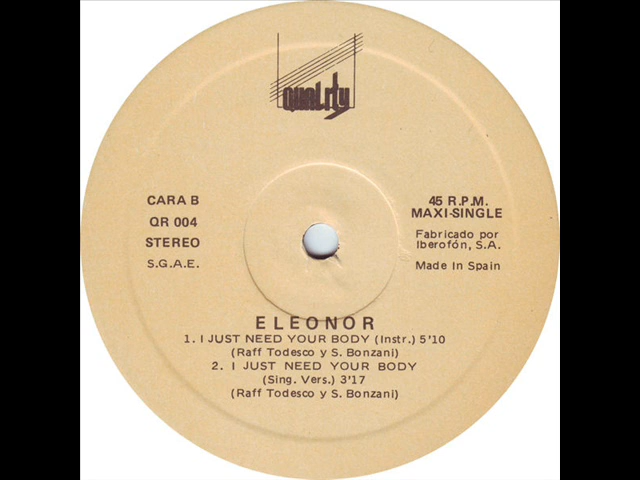 quality
CARA B
QR 004
STEREO
S.G.A.E.
45 R.P.M.
MAXI-SINGLE
Fabricado por
Iberofón, S.A.
Made In Spain
ELEONOR
1. I JUST NEED YOUR BODY (Instr.) 5'10
(Raff Todesco y S. Bonzani)
2. I JUST NEED YOUR BODY
(Sing. Vers.) 3'17
(Raff Todesco y S. Bonzani)